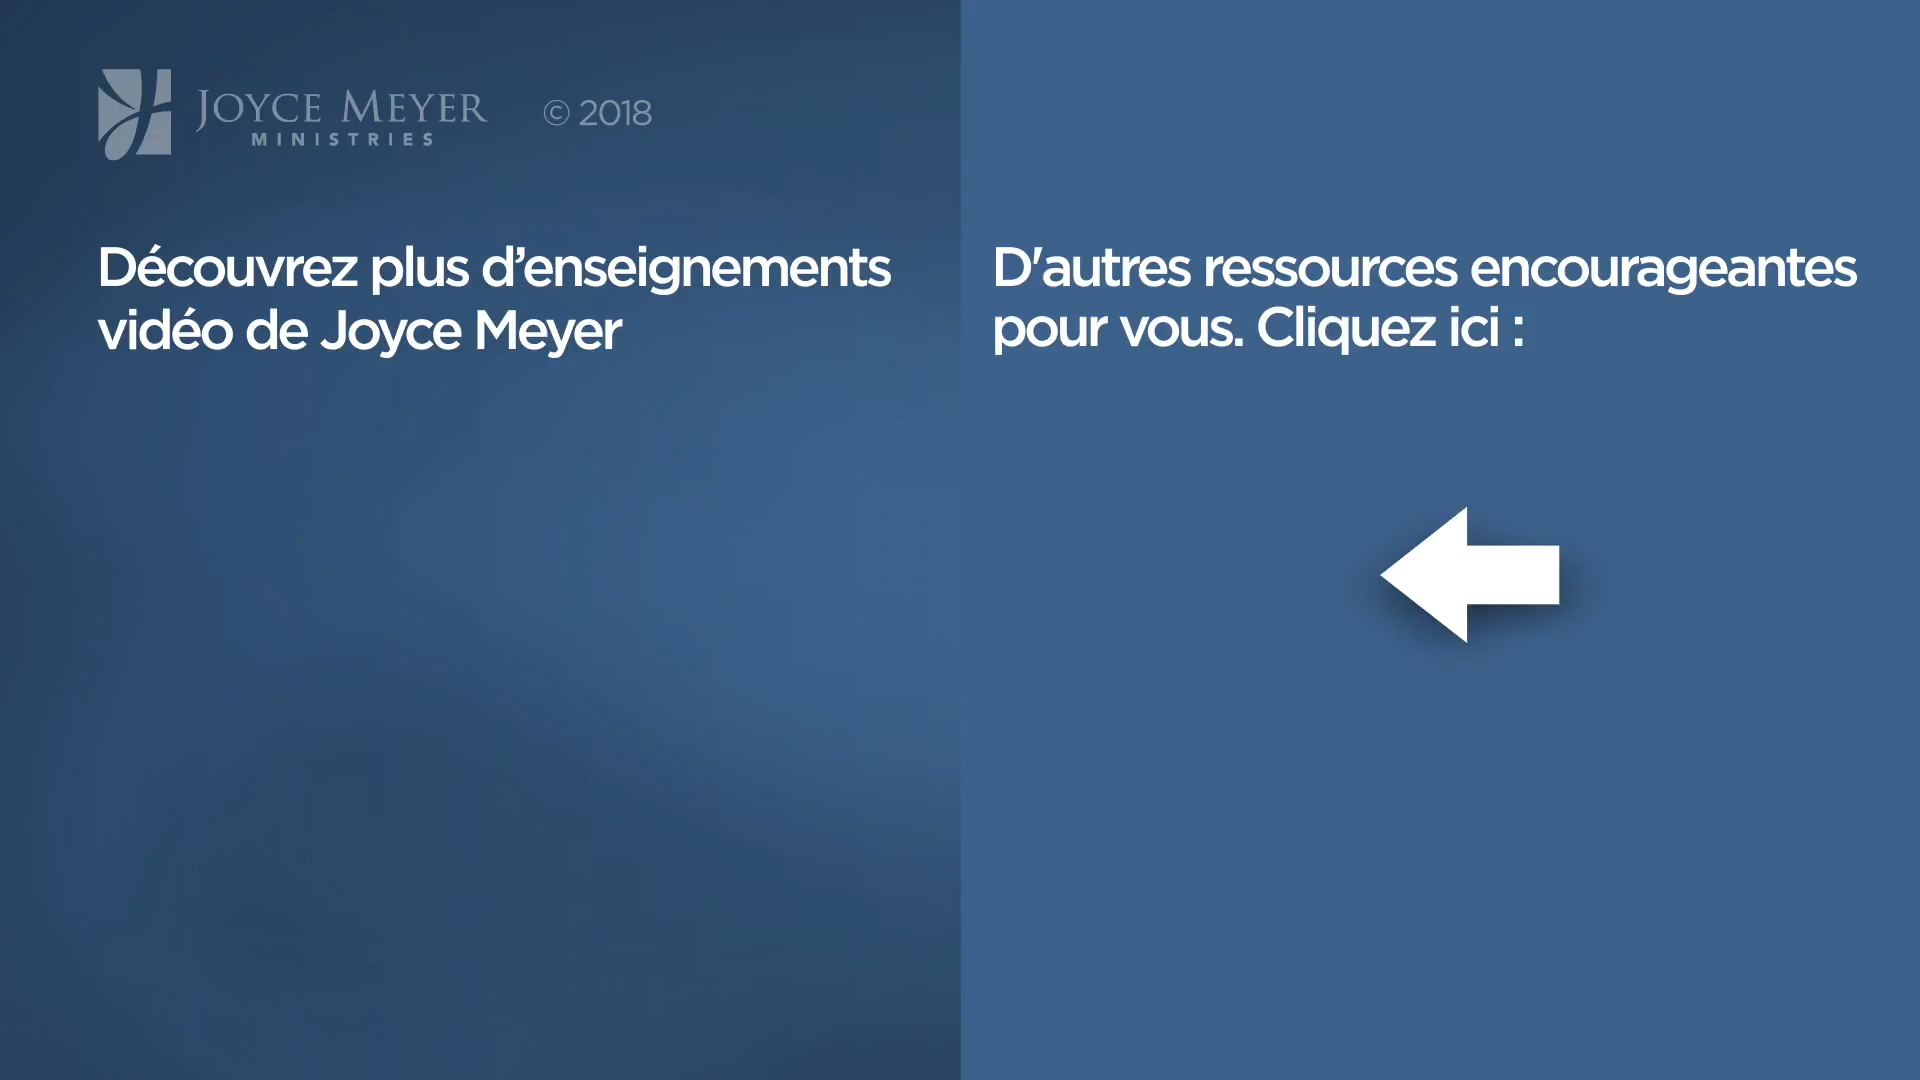 JOYCE MEYER
MINISTRIES
© 2018
Découvrez plus d’enseignements
vidéo de Joyce Meyer
D'autres ressources encourageantes
pour vous. Cliquez ici :